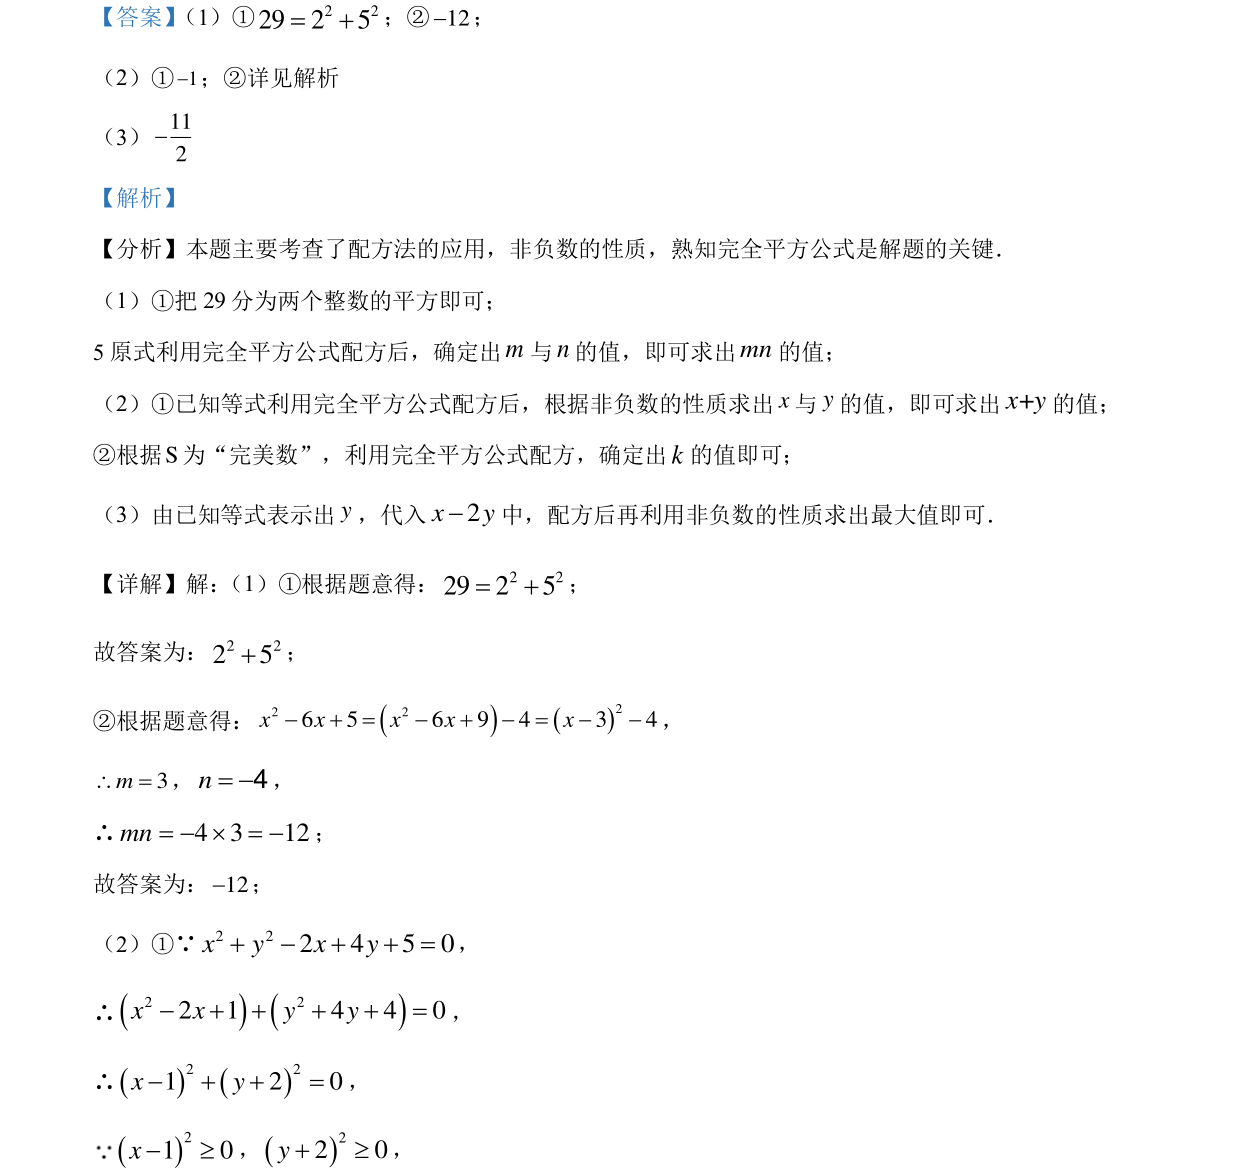 【答案】（1）①29＝2²＋5²；②−12；
（2）①−1；②详见解析
（3）−11/2
【解析】
【分析】本题主要考查了配方法的应用，非负数的性质，熟知完全平方公式是解题的关键．
（1）①把 29 分为两个整数的平方即可；
5 原式利用完全平方公式配方后，确定出 m 与 n 的值，即可求出 mn 的值；
（2）①已知等式利用完全平方公式配方后，根据非负数的性质求出 x 与 y 的值，即可求出 x+y 的值；
②根据 S 为“完美数”，利用完全平方公式配方，确定出 k 的值即可；
（3）由已知等式表示出 y，代入 x−2y 中，配方后再利用非负数的性质求出最大值即可．
【详解】解：（1）①根据题意得：29＝2²＋5²；
故答案为：2²＋5²；
②根据题意得：x²−6x+5=(x²−6x+9)−4=(x−3)²−4，
∴m=3，n=−4，
∴mn=−4×3=−12；
故答案为：−12；
（2）①∵x²+y²−2x+4y+5=0，
∴(x²−2x+1)+(y²+4y+4)=0，
∴(x−1)²+(y+2)²=0，
∵(x−1)²≥0，(y+2)²≥0，